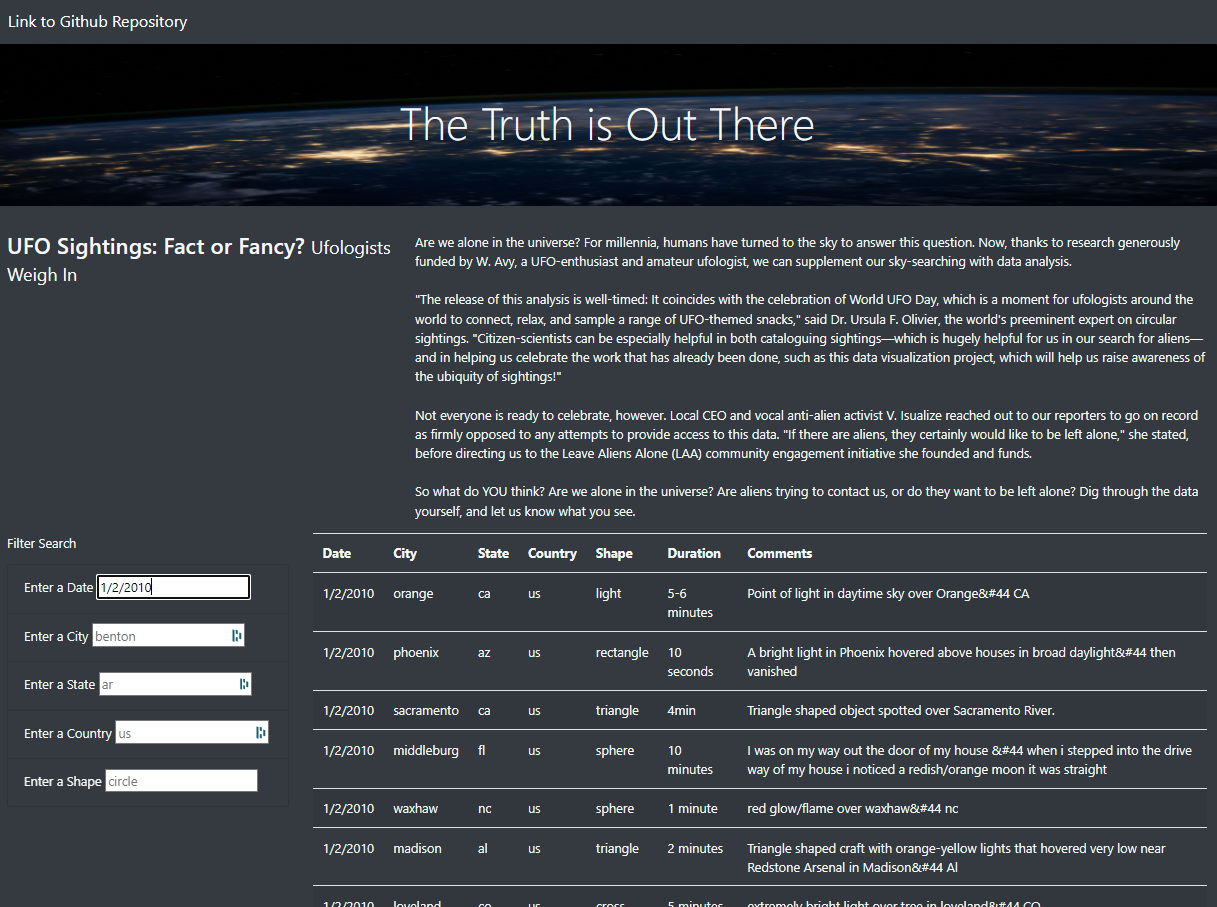 Link to Github Repository
The Truth is Out There
UFO Sightings: Fact or Fancy? Ufologists
Weigh In
Are we alone in the universe? For millennia, humans have turned to the sky to answer this question. Now, thanks to research generously
funded by W. Avy, a UFO-enthusiast and amateur ufologist, we can supplement our sky-searching with data analysis.
"The release of this analysis is well-timed: It coincides with the celebration of World UFO Day, which is a moment for ufologists around the
world to connect, relax, and sample a range of UFO-themed snacks," said Dr. Ursula F. Olivier, the world's preeminent expert on circular
sightings. "Citizen-scientists can be especially helpful in both cataloguing sightings—which is hugely helpful for us in our search for aliens—
and in helping us celebrate the work that has already been done, such as this data visualization project, which will help us raise awareness of
the ubiquity of sightings!"
Not everyone is ready to celebrate, however. Local CEO and vocal anti-alien activist V. Isualize reached out to our reporters to go on record
as firmly opposed to any attempts to provide access to this data. "If there are aliens, they certainly would like to be left alone," she stated,
before directing us to the Leave Aliens Alone (LAA) community engagement initiative she founded and funds.
So what do YOU think? Are we alone in the universe? Are aliens trying to contact us, or do they want to be left alone? Dig through the data
yourself, and let us know what you see.
Filter Search
Enter a Date 1/2/2010
Enter a City benton
Enter a State ar
Enter a Country us
Enter a Shape circle
Date City State Country Shape Duration Comments
1/2/2010 orange ca us light 5-6 Point of light in daytime sky over Orange&#44 CA
minutes
1/2/2010 phoenix az us rectangle 10 A bright light in Phoenix hovered above houses in broad daylight&#44 then
seconds vanished
1/2/2010 sacramento ca us triangle 4min Triangle shaped object spotted over Sacramento River.
1/2/2010 middleburg fl us sphere 10 I was on my way out the door of my house &#44 when i stepped into the drive
minutes way of my house i noticed a redish/orange moon it was straight
1/2/2010 waxhaw nc us sphere 1 minute red glow/flame over waxhaw&#44 nc
1/2/2010 madison al us triangle 2 minutes Triangle shaped craft with orange-yellow lights that hovered very low near
Redstone Arsenal in Madison&#44 Al
1/2/2010 loveland co us cross 5 minutes extremely bright light over tree in loveland&#44 CO